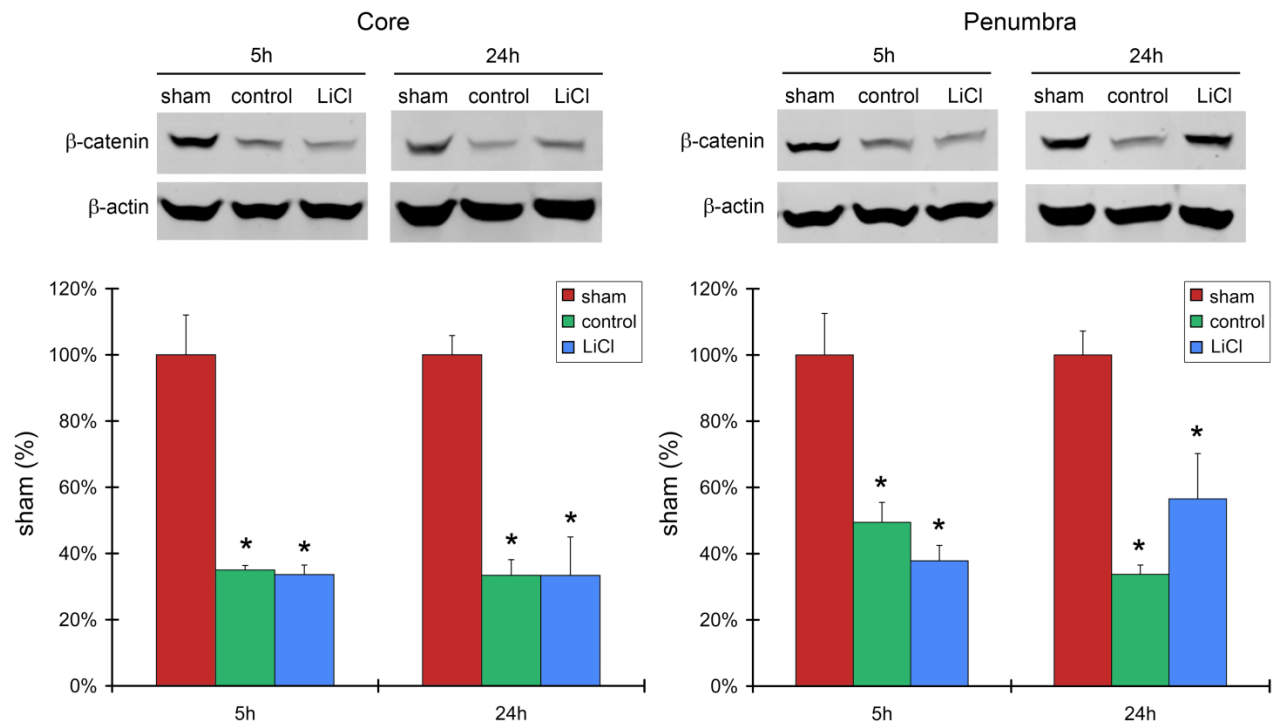 Core
5h 24h
sham control LiCl sham control LiCl
β-catenin
β-actin
120%
100%
80%
60%
40%
20%
0%
sham (%)
sham
control
LiCl
* * * *
5h 24h
Penumbra
5h 24h
sham control LiCl sham control LiCl
β-catenin
β-actin
120%
100%
80%
60%
40%
20%
0%
sham (%)
sham
control
LiCl
* * * *
5h 24h